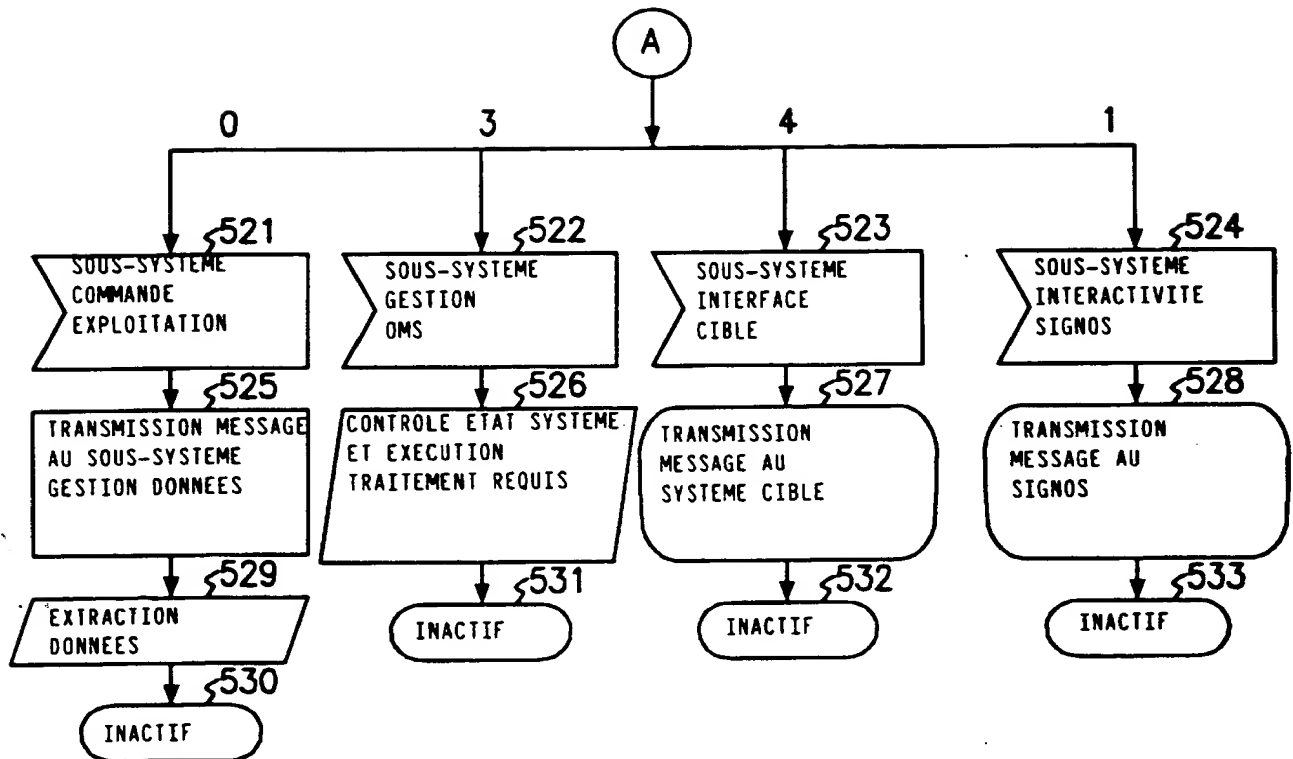 A
0
3
4
1
521
SOUS-SYSTEME
COMMANDE
EXPLOITATION
522
SOUS-SYSTEME
GESTION
OMS
523
SOUS-SYSTEME
INTERFACE
CIBLE
524
SOUS-SYSTEME
INTERACTIVITE
SIGNOS
525
TRANSMISSION MESSAGE
AU SOUS-SYSTEME
GESTION DONNEES
526
CONTROLE ETAT SYSTEME
ET EXECUTION
TRAITEMENT REQUIS
527
TRANSMISSION
MESSAGE AU
SYSTEME CIBLE
528
TRANSMISSION
MESSAGE AU
SIGNOS
529
EXTRACTION
DONNEES
531
INACTIF
532
INACTIF
533
INACTIF
530
INACTIF